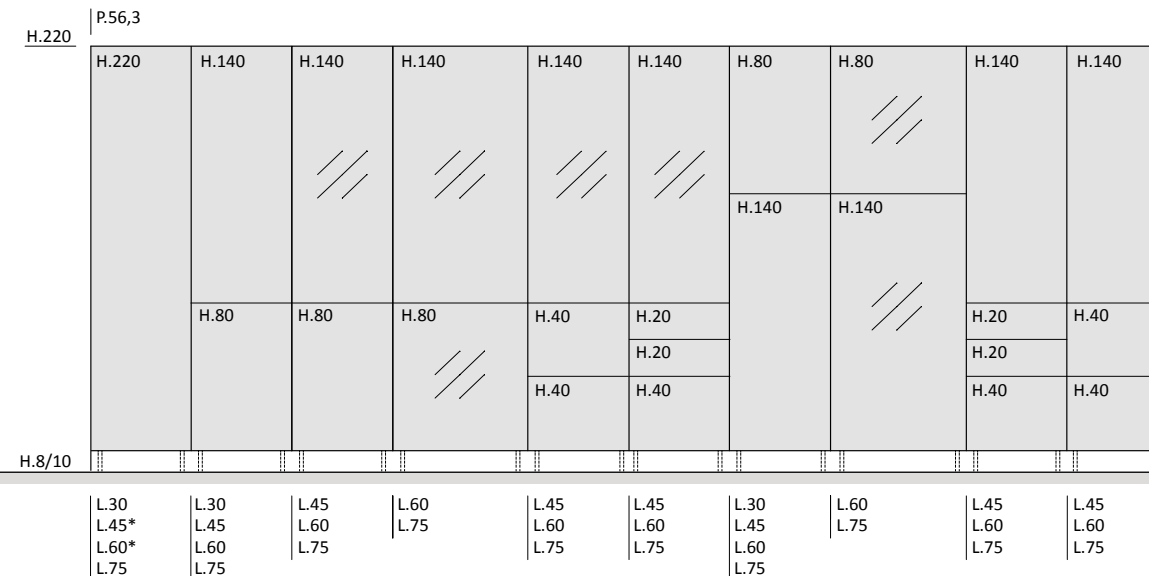 P.56,3
H.220
H.220 H.140 H.140 H.140 H.140 H.140 H.80 H.80 H.140 H.140
H.140 H.140
H.80 H.80 H.80 H.40 H.20 H.20 H.40
H.20 H.20
H.40 H.40 H.40 H.40
H.8/10
L.30 L.30 L.45 L.60 L.45 L.45 L.30 L.60 L.45 L.45
L.45* L.45 L.60 L.75 L.60 L.60 L.45 L.75 L.60 L.60
L.60* L.60 L.75 L.75 L.75 L.60 L.75 L.75
L.75 L.75 L.75